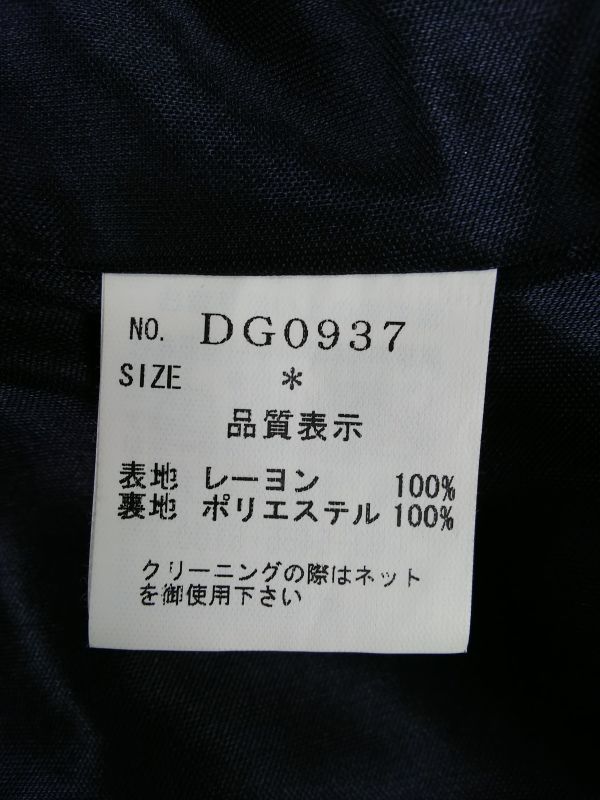 NO. DG0937
SIZE *
品質表示
表地 レーヨン 100%
裏地 ポリエステル 100%
クリーニングの際はネット
を御使用下さい